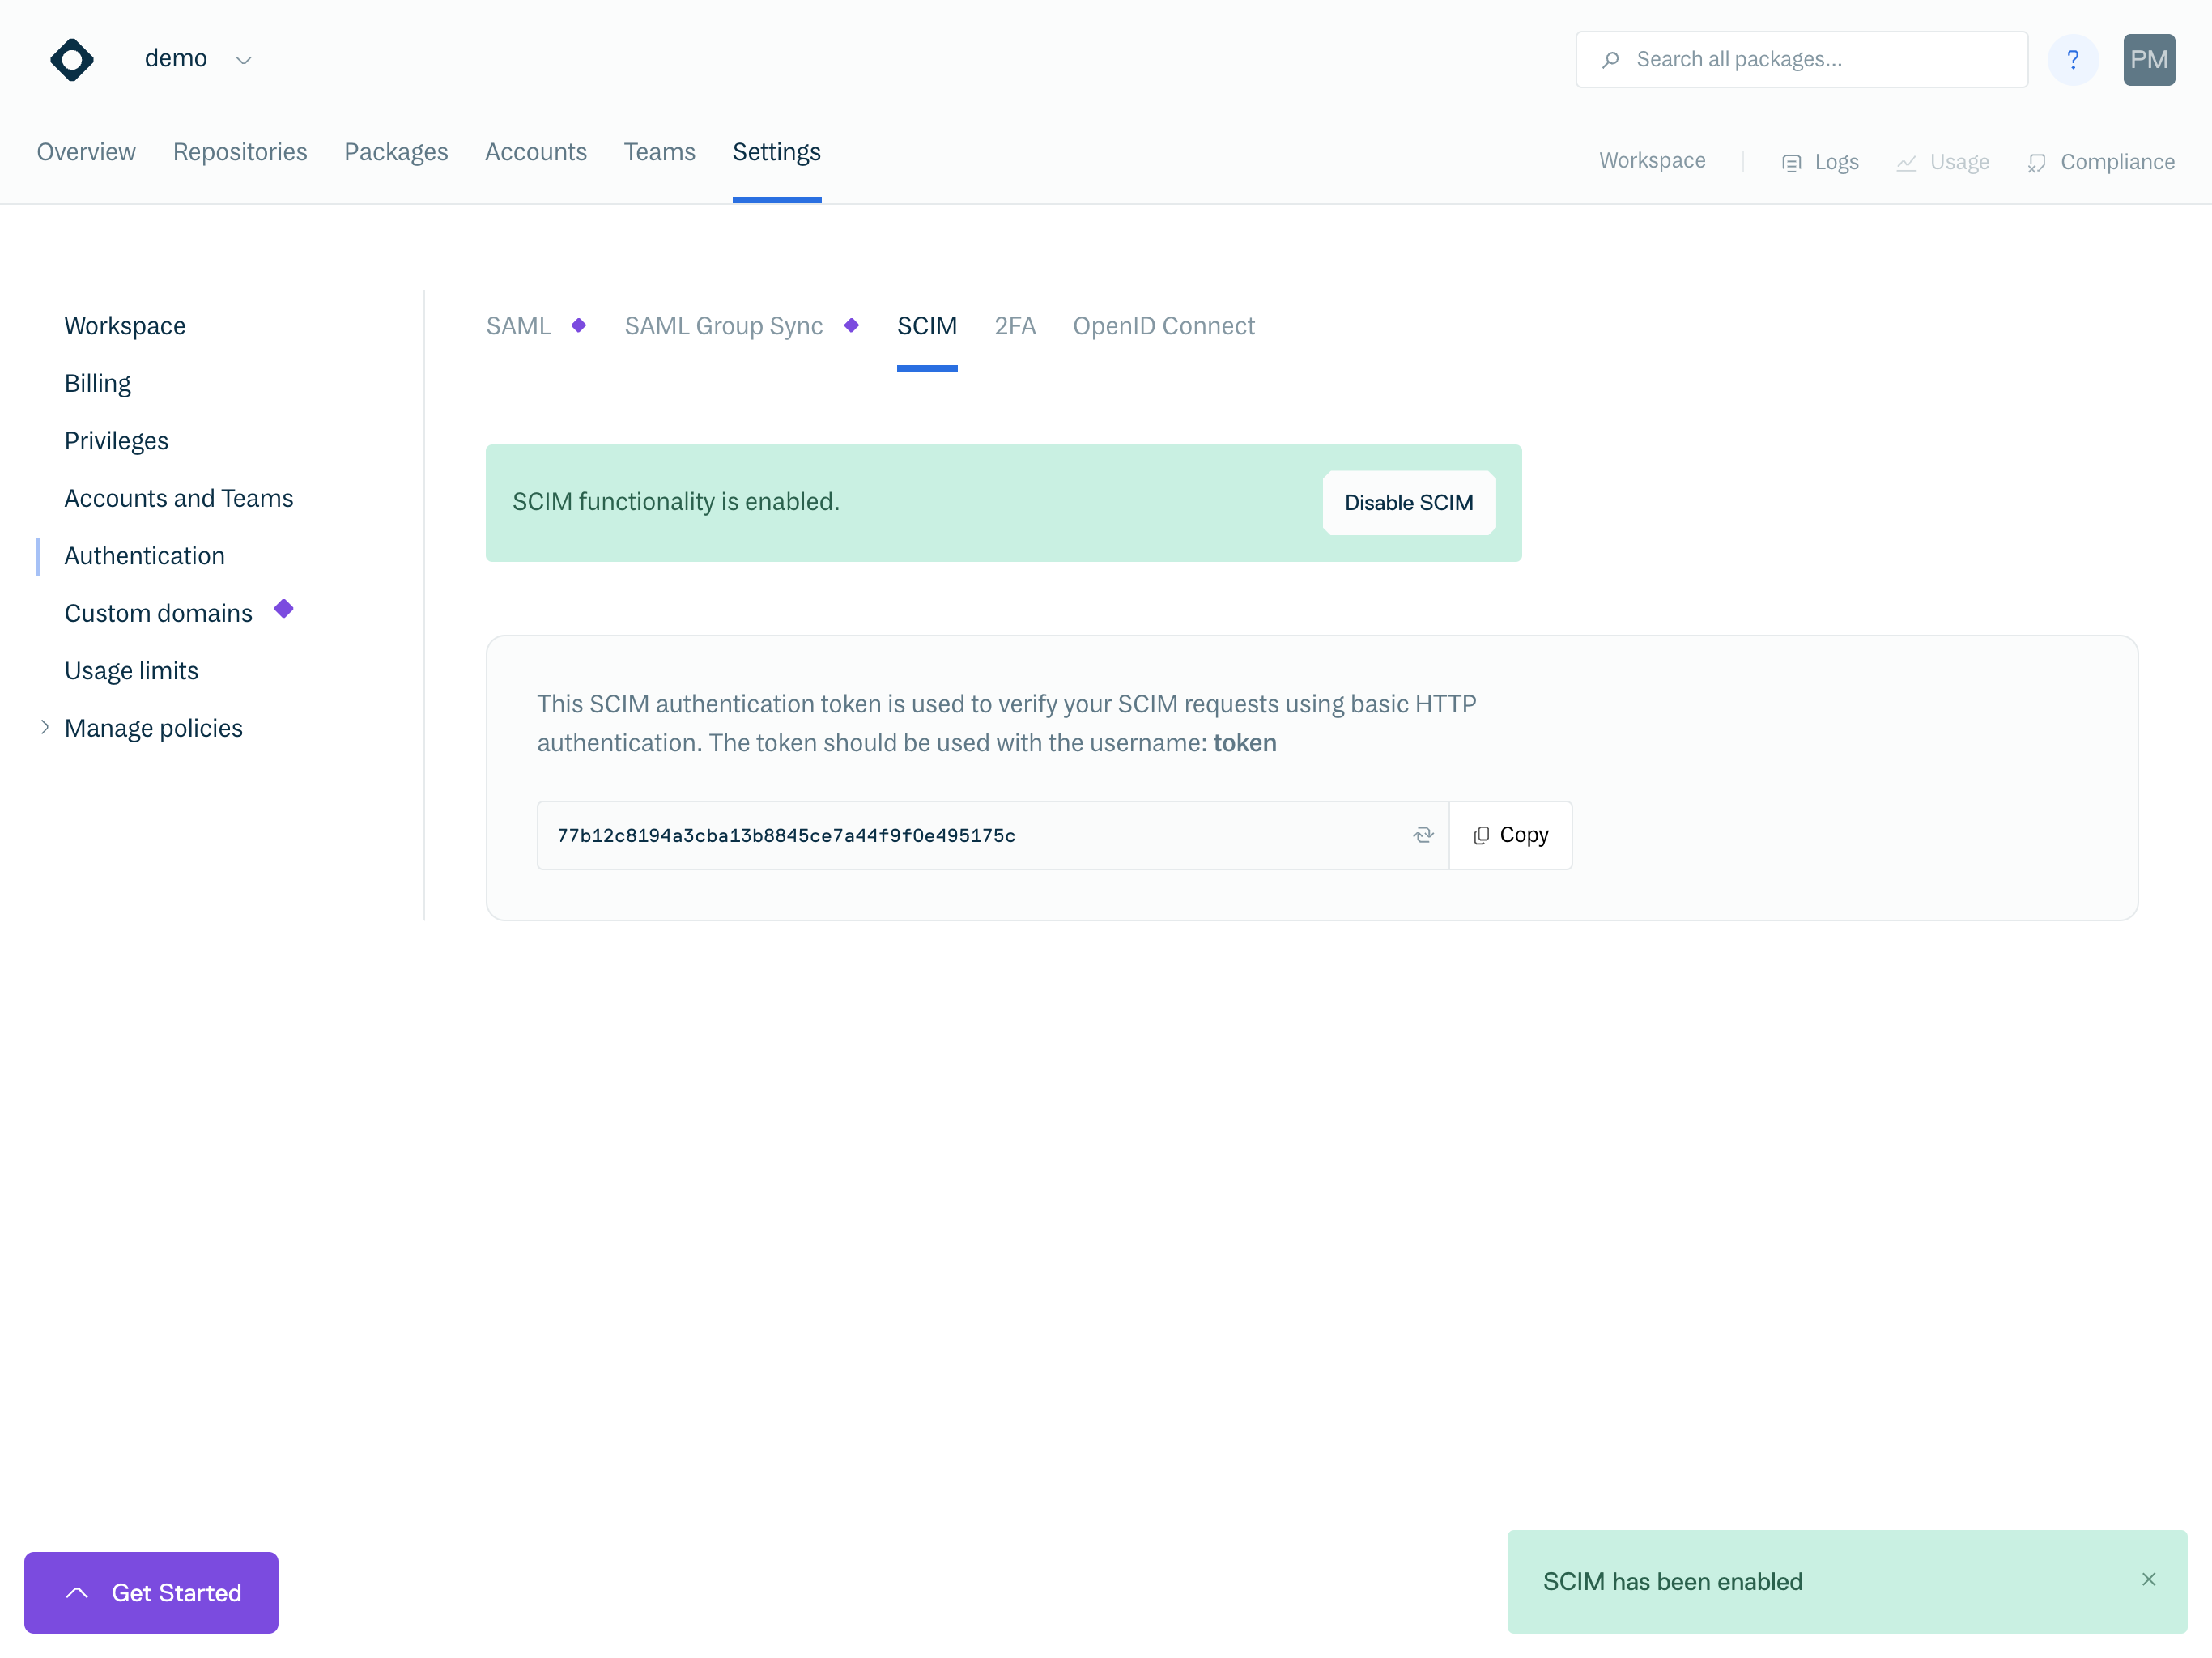 demo
Search all packages...
?
PM
Overview
Repositories
Packages
Accounts
Teams
Settings
Workspace
Logs
Usage
Compliance
Workspace
Billing
Privileges
Accounts and Teams
Authentication
Custom domains
Usage limits
Manage policies
SAML
SAML Group Sync
SCIM
2FA
OpenID Connect
SCIM functionality is enabled.
Disable SCIM
This SCIM authentication token is used to verify your SCIM requests using basic HTTP
authentication. The token should be used with the username: token
77b12c8194a3cba13b8845ce7a44f9f0e495175c
Copy
Get Started
SCIM has been enabled